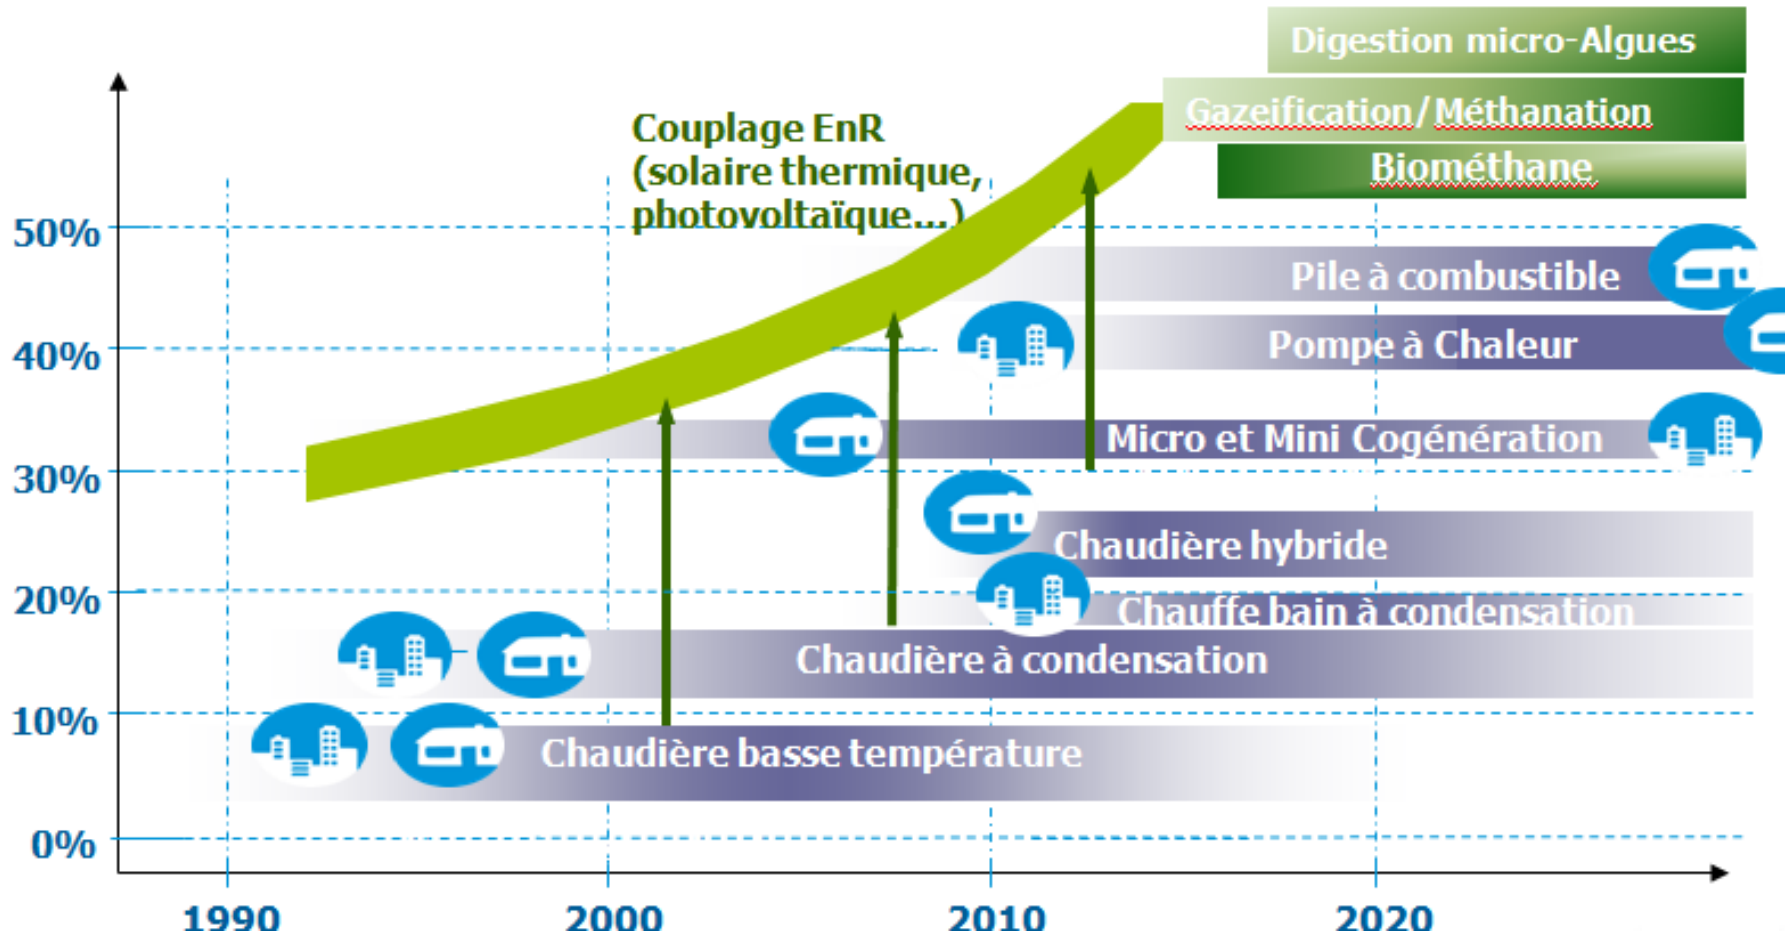 Digestion micro-Algues
Gazeification/Méthanation
Biométhane
Couplage EnR
(solaire thermique,
photovoltaïque...)
50%
Pile à combustible
40%
Pompe à Chaleur
Micro et Mini Cogénération
30%
Chaudière hybride
20%
Chauffe bain à condensation
Chaudière à condensation
10%
Chaudière basse température
0%
1990
2000
2010
2020